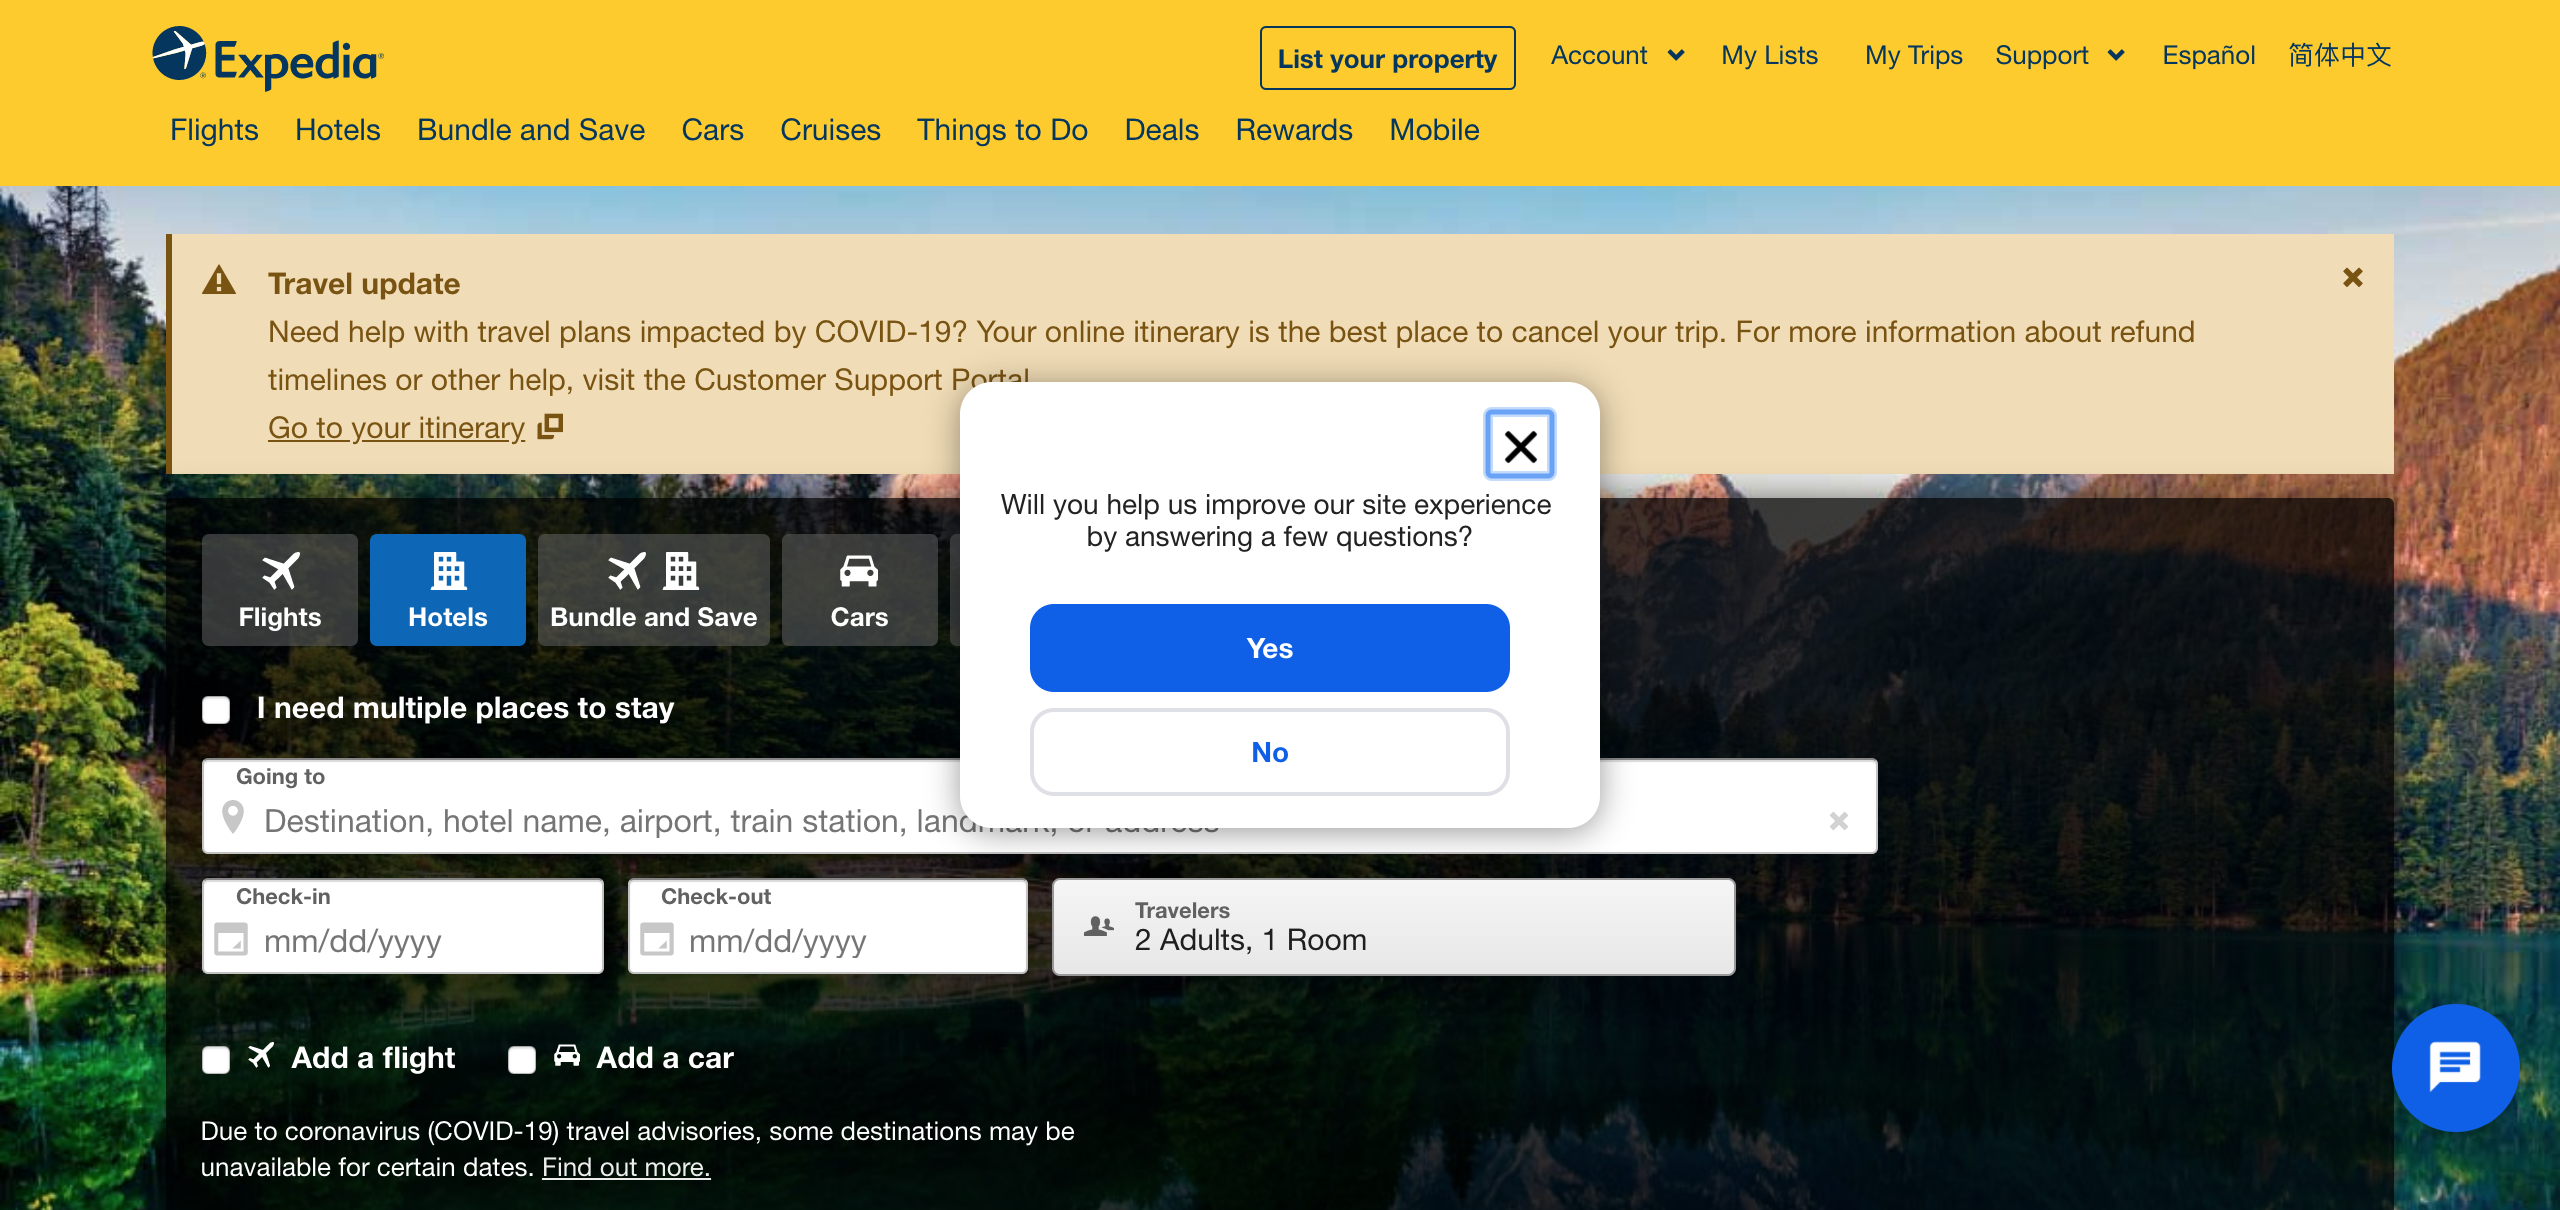 Expedia
List your property
Account
My Lists
My Trips
Support
Español
简体中文
Flights
Hotels
Bundle and Save
Cars
Cruises
Things to Do
Deals
Rewards
Mobile
Travel update
Need help with travel plans impacted by COVID-19? Your online itinerary is the best place to cancel your trip. For more information about refund
timelines or other help, visit the Customer Support Portal
Go to your itinerary
Will you help us improve our site experience
by answering a few questions?
Yes
No
Flights
Hotels
Bundle and Save
Cars
I need multiple places to stay
Going to
Destination, hotel name, airport, train station, landmark, or address
Check-in
mm/dd/yyyy
Check-out
mm/dd/yyyy
Travelers
2 Adults, 1 Room
Add a flight
Add a car
Due to coronavirus (COVID-19) travel advisories, some destinations may be
unavailable for certain dates. Find out more.